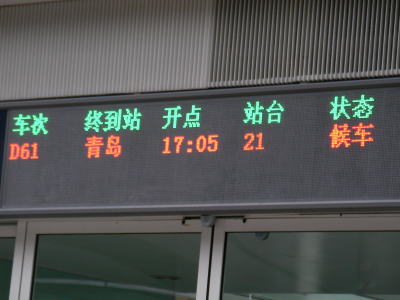 车次 终到站 开点 站台 状态
D61 青岛 17:05 21 候车